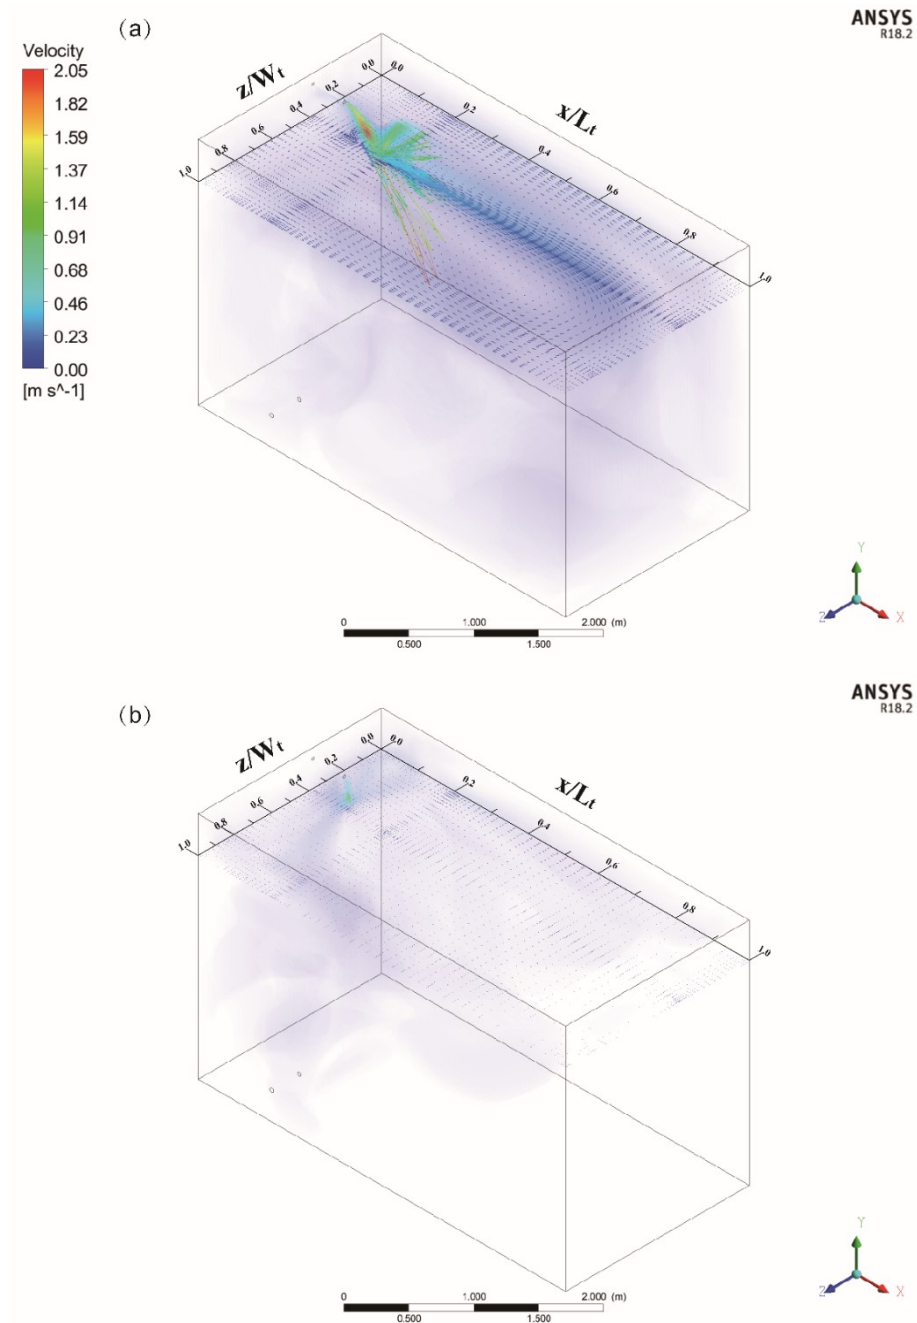 (a)
ANSYS
R18.2
Velocity
2.05
1.82
1.59
1.37
1.14
0.91
0.68
0.46
0.23
0.00
[m s^-1]
z/Wt
0.0
0.2
0.4
0.6
0.8
1.0
x/Lt
0.0
0.2
0.4
0.6
0.8
1.0
Y
Z
X
0 1.000 2.000 (m)
0.500 1.500
(b)
ANSYS
R18.2
z/Wt
0.0
0.2
0.4
0.6
0.8
1.0
x/Lt
0.0
0.2
0.4
0.6
0.8
1.0
Y
Z
X
0 1.000 2.000 (m)
0.500 1.500